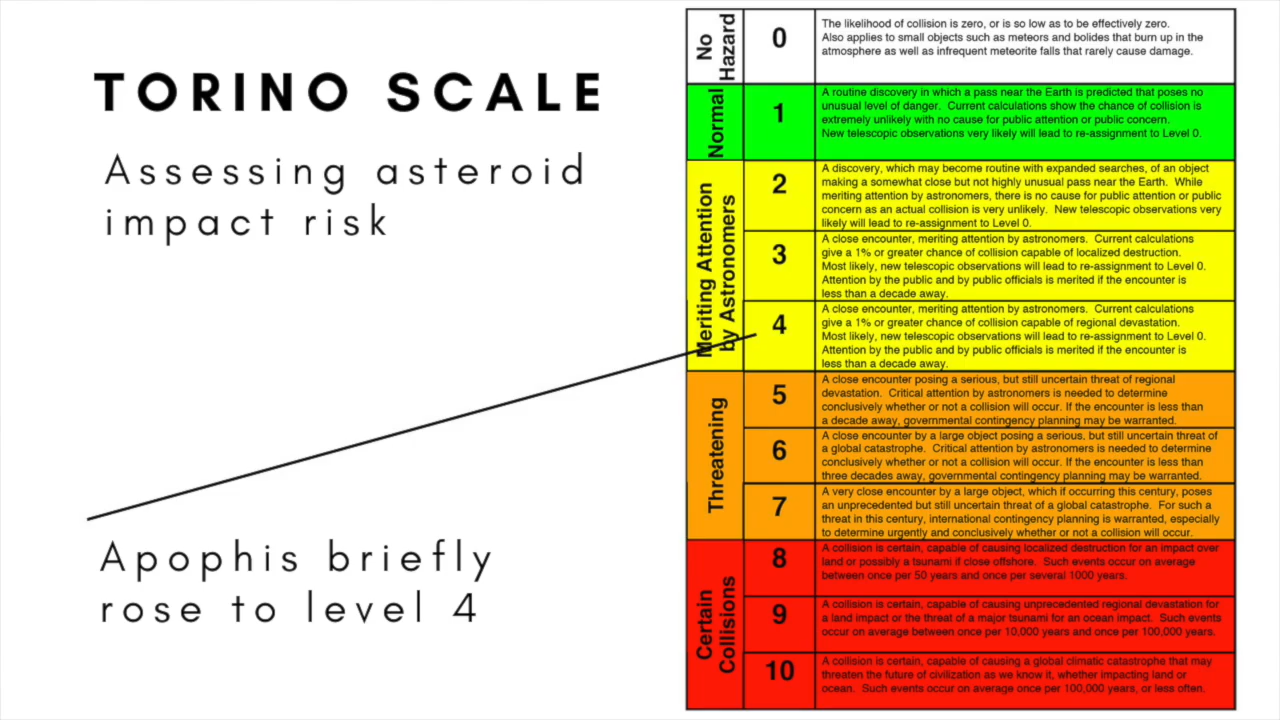 TORINO SCALE
Assessing asteroid
impact risk
Apophis briefly
rose to level 4
No
Hazard
0
The likelihood of collision is zero, or is so low as to be effectively zero.
Also applies to small objects such as meteors and bolides that burn up in the
atmosphere as well as infrequent meteorite falls that rarely cause damage.
Normal
1
A routine discovery in which a pass near the Earth is predicted that poses no
unusual level of danger. Current calculations show the chance of collision is
extremely unlikely with no cause for public attention or public concern.
New telescopic observations very likely will lead to re-assignment to Level 0.
Meriting Attention
by Astronomers
2
A discovery, which may become routine with expanded searches, of an object
making a somewhat close but not highly unusual pass near the Earth. While
meriting attention by astronomers, there is no cause for public attention or public
concern as an actual collision is very unlikely. New telescopic observations very
likely will lead to re-assignment to Level 0.
3
A close encounter, meriting attention by astronomers. Current calculations
give a 1% or greater chance of collision capable of localized destruction.
Most likely, new telescopic observations will lead to re-assignment to Level 0.
Attention by the public and by public officials is merited if the encounter is
less than a decade away.
4
A close encounter, meriting attention by astronomers. Current calculations
give a 1% or greater chance of collision capable of regional devastation.
Most likely, new telescopic observations will lead to re-assignment to Level 0.
Attention by the public and by public officials is merited if the encounter is
less than a decade away.
Threatening
5
A close encounter posing a serious, but still uncertain threat of regional
devastation. Critical attention by astronomers is needed to determine
conclusively whether or not a collision will occur. If the encounter is less than
a decade away, governmental contingency planning may be warranted.
6
A close encounter by a large object posing a serious, but still uncertain threat of
a global catastrophe. Critical attention by astronomers is needed to determine
conclusively whether or not a collision will occur. If the encounter is less than
three decades away, governmental contingency planning may be warranted.
7
A very close encounter by a large object, which if occurring this century, poses
an unprecedented but still uncertain threat of a global catastrophe. For such a
threat in this century, international contingency planning is warranted, especially
to determine urgently and conclusively whether or not a collision will occur.
Certain
Collisions
8
A collision is certain, capable of causing localized destruction for an impact over
land or possibly a tsunami if close offshore. Such events occur on average
between once per 50 years and once per several 1000 years.
9
A collision is certain, capable of causing unprecedented regional devastation for
a land impact or the threat of a major tsunami for an ocean impact. Such events
occur on average between once per 10,000 years and once per 100,000 years.
10
A collision is certain, capable of causing a global climatic catastrophe that may
threaten the future of civilization as we know it, whether impacting land or
ocean. Such events occur on average once per 100,000 years, or less often.